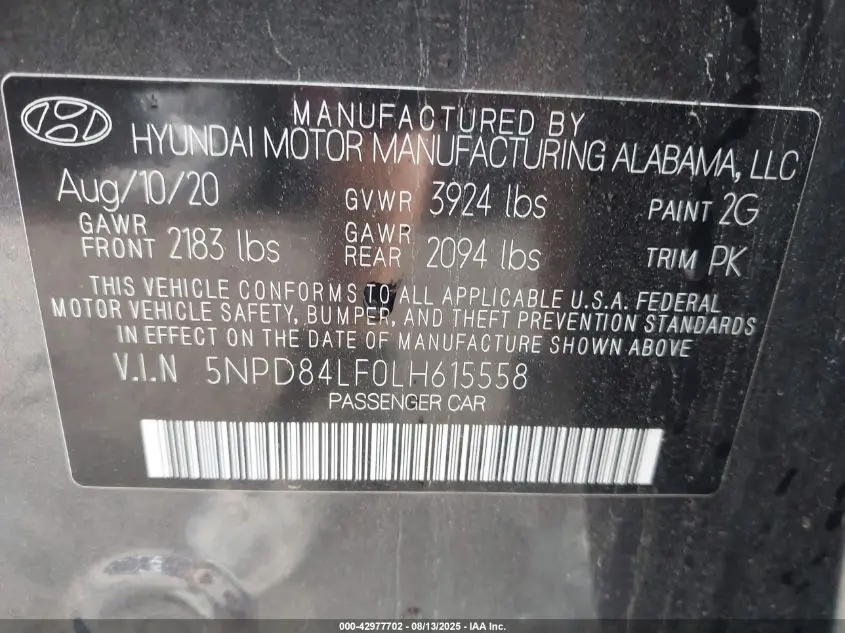 MANUFACTURED BY
HYUNDAI MOTOR MANUFACTURING ALABAMA, LLC
Aug/10/20 GVWR 3924 lbs PAINT 2G
GAWR FRONT 2183 lbs GAWR REAR 2094 lbs TRIM PK
THIS VEHICLE CONFORMS TO ALL APPLICABLE U.S.A. FEDERAL
MOTOR VEHICLE SAFETY, BUMPER, AND THEFT PREVENTION STANDARDS
IN EFFECT ON THE DATE OF MANUFACTURE SHOWN ABOVE
V.I.N 5NPD84LF0LH615558
PASSENGER CAR
000-42977702 - 08/13/2025 - IAA Inc.